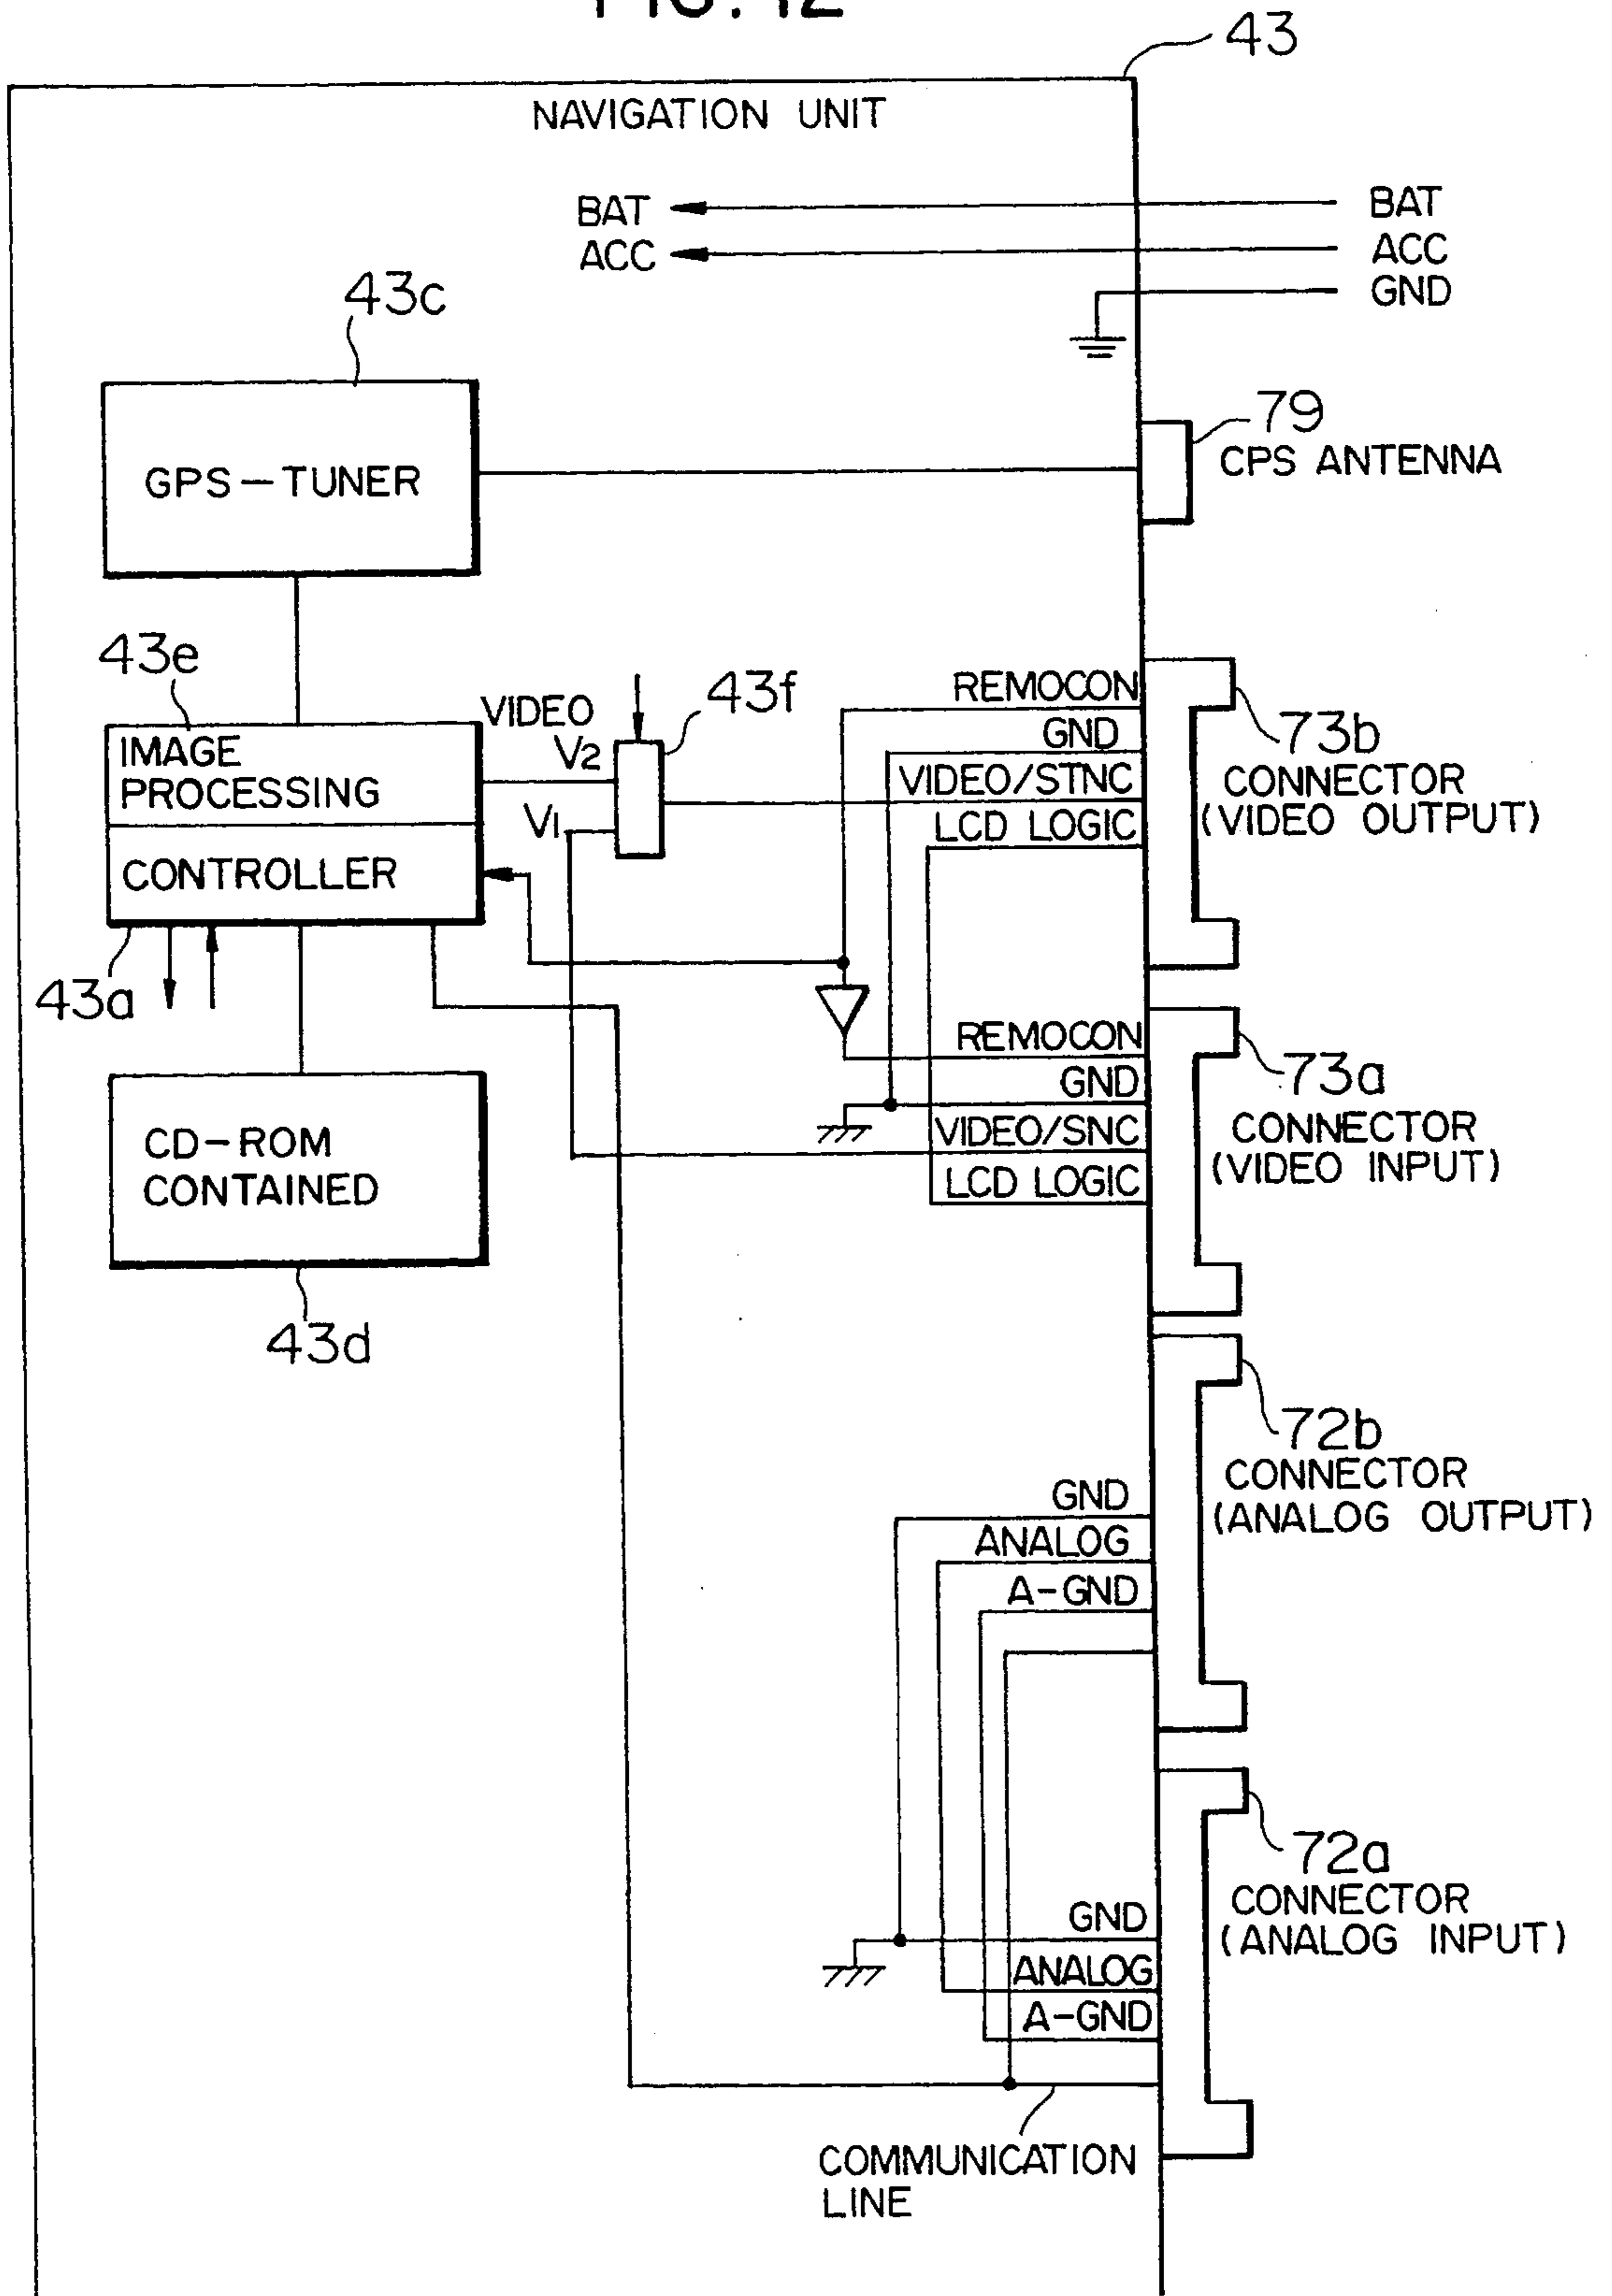 FIG. 12
43
NAVIGATION UNIT
BAT
BAT
ACC
ACC
GND
43c
79
CPS ANTENNA
GPS-TUNER
43e
VIDEO
V2
43f
REMOCON
GND
VIDEO/STNC
LCD LOGIC
73b
CONNECTOR
(VIDEO OUTPUT)
IMAGE
PROCESSING
V1
CONTROLLER
43a
REMOCON
GND
VIDEO/SNC
LCD LOGIC
73a
CONNECTOR
(VIDEO INPUT)
CD-ROM
CONTAINED
43d
72b
CONNECTOR
(ANALOG OUTPUT)
GND
ANALOG
A-GND
72a
CONNECTOR
(ANALOG INPUT)
GND
ANALOG
A-GND
COMMUNICATION
LINE